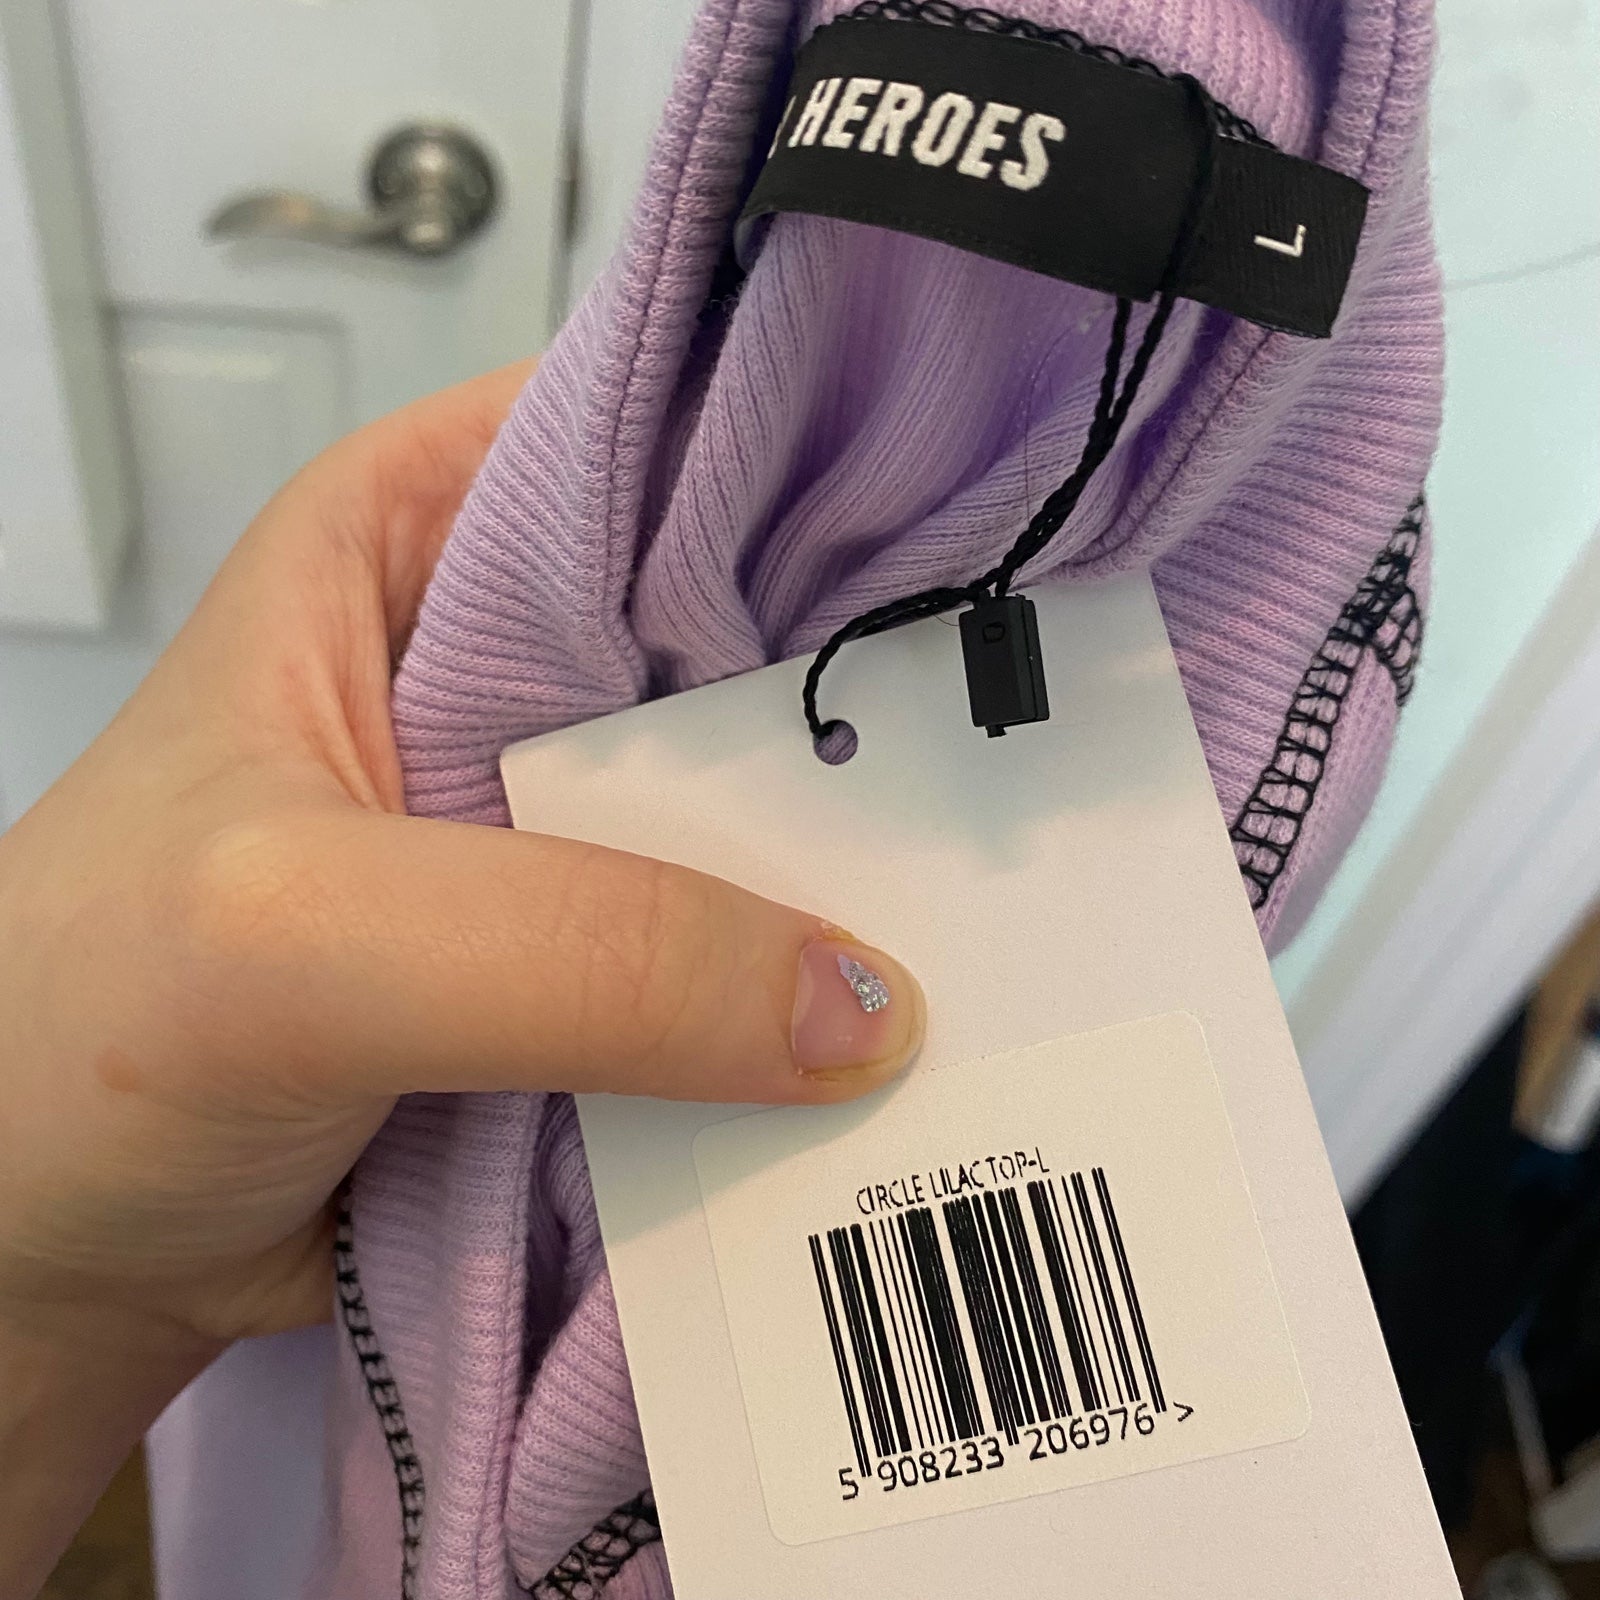 HEROES
L
CIRCLE LILAC TOP-L
5 908233 206976 >